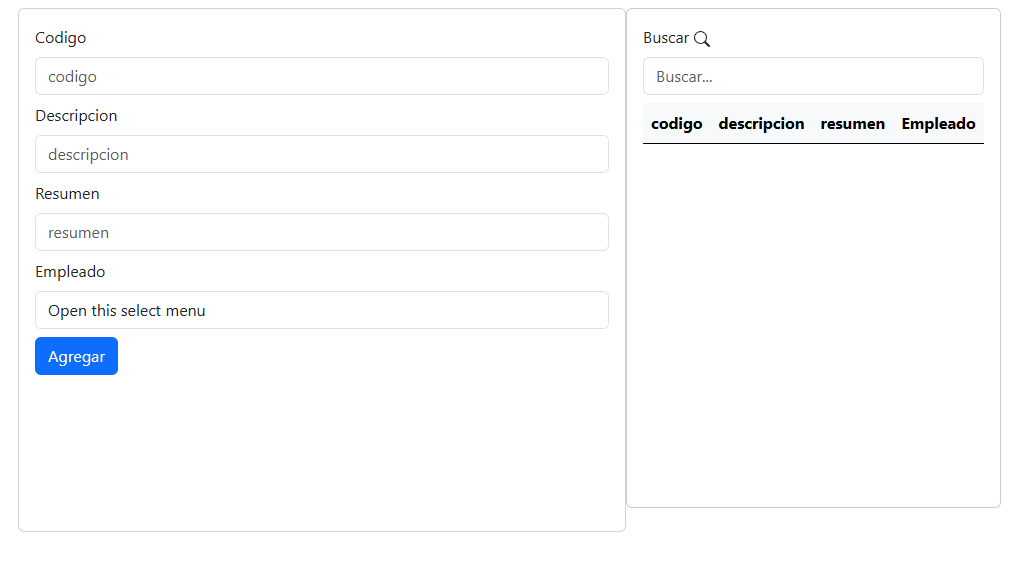 Codigo
codigo
Descripcion
descripcion
Resumen
resumen
Empleado
Open this select menu
Agregar
Buscar
Buscar...
codigo descripcion resumen Empleado